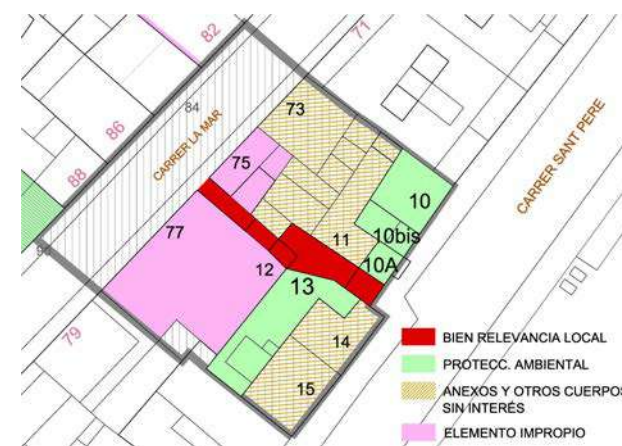 82
71
84
73
86
CARRER LA MAR
75
88
10
CARRER SANT PERE
77
10bis
11
10A
12
13
79
14
15
BIEN RELEVANCIA LOCAL
PROTECC. AMBIENTAL
ANEXOS Y OTROS CUERPOS
SIN INTERÉS
ELEMENTO IMPROPIO